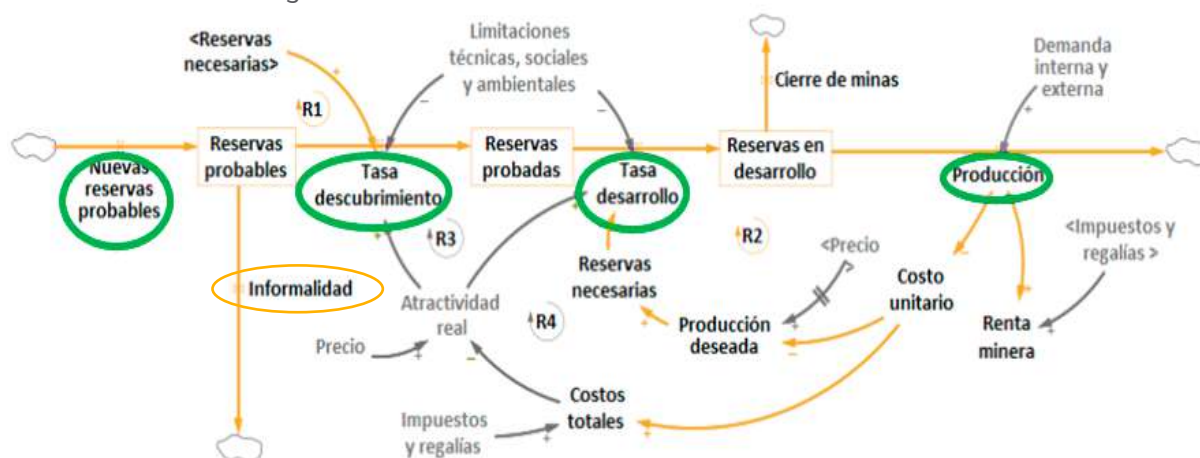 <Reservas
necesarias>
Limitaciones
técnicas, sociales
y ambientales
Cierre de minas
Demanda
interna y
externa
R1
Nuevas
reservas
probables
Reservas
probables
Tasa
descubrimiento
Reservas
probadas
Tasa
desarrollo
Reservas en
desarrollo
Producción
R3
R2
Informalidad
Atractividad
real
Reservas
necesarias
<Precio
>
Costo
unitario
<Impuestos y
regalías >
R4
Precio
Producción
deseada
Renta
minera
Costos
totales
Impuestos
y regalías